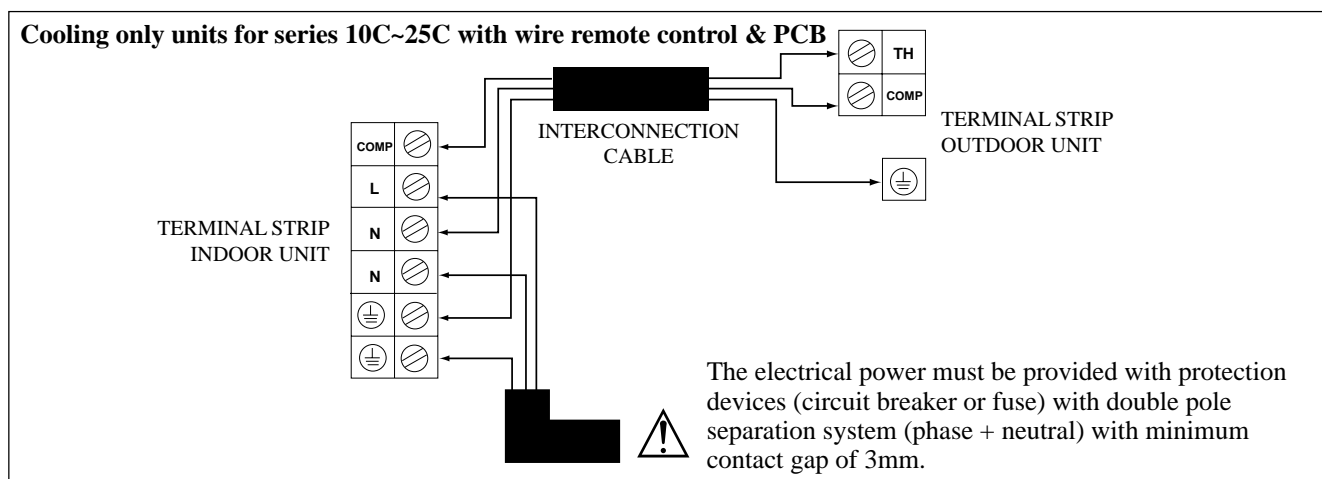 Cooling only units for series 10C~25C with wire remote control & PCB
TH
COMP
TERMINAL STRIP
OUTDOOR UNIT
INTERCONNECTION
CABLE
COMP
L
N
N
TERMINAL STRIP
INDOOR UNIT
The electrical power must be provided with protection
devices (circuit breaker or fuse) with double pole
separation system (phase + neutral) with minimum
contact gap of 3mm.